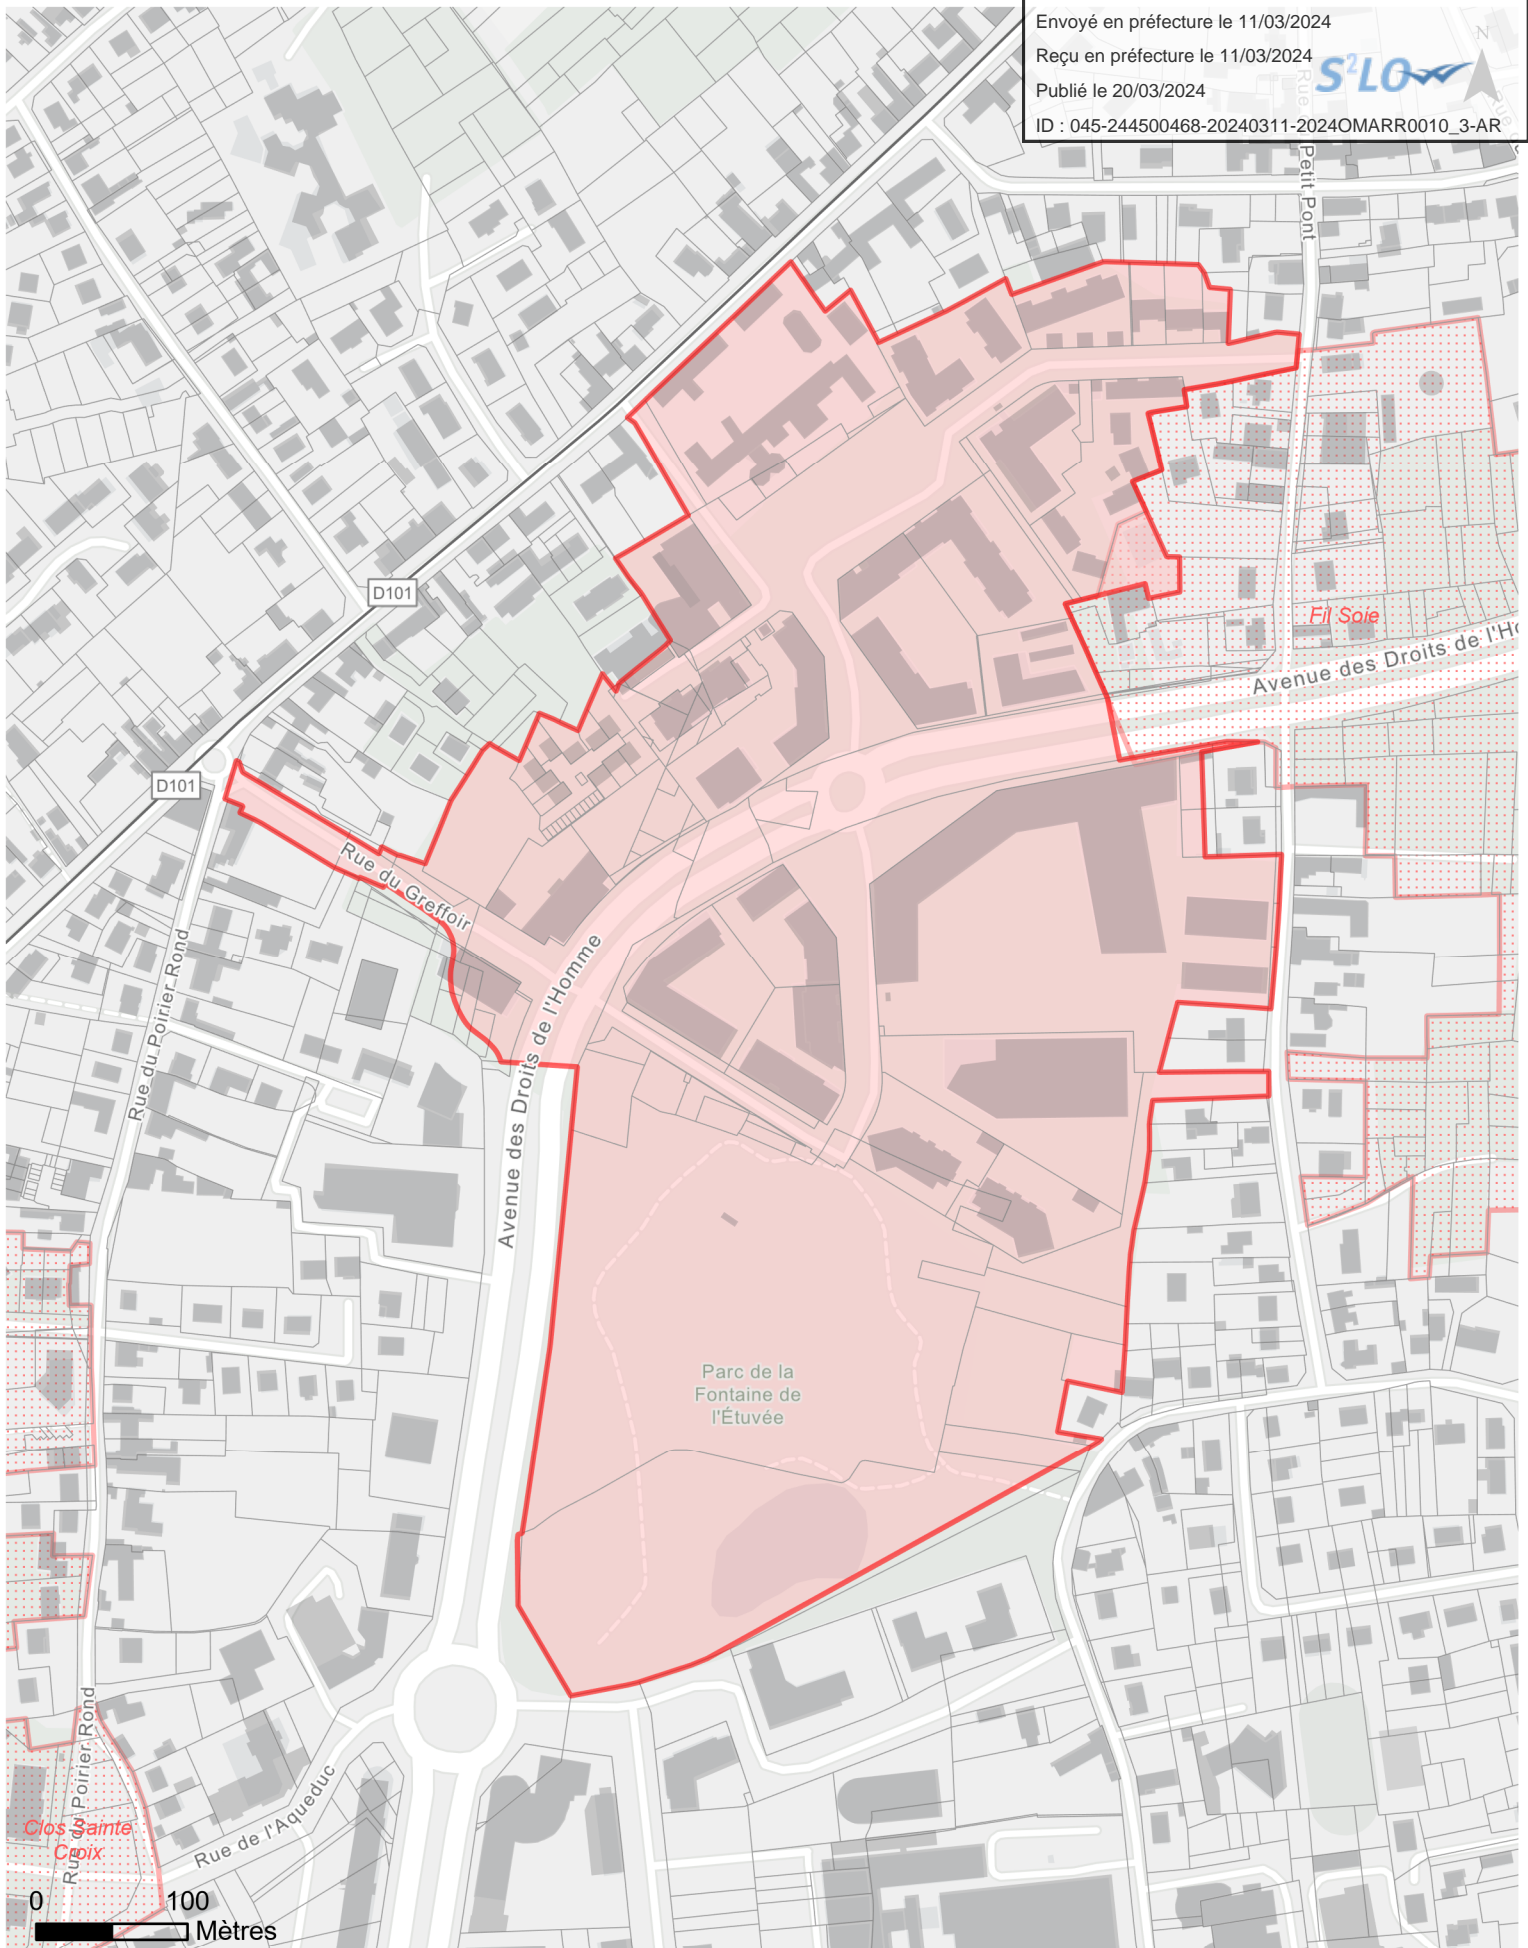 Envoyé en préfecture le 11/03/2024
Reçu en préfecture le 11/03/2024
Publié le 20/03/2024
S²LO
ID : 045-244500468-20240311-2024OMARR0010_3-AR
N
Rue
Petit Pont
D101
Fil Soie
Avenue des Droits de l'Ho
D101
Rue du Greffoir
Rue du Poirier Rond
Avenue des Droits de l'Homme
Parc de la
Fontaine de
l'Étuvée
Rue du Poirier Rond
Clos Sainte
Croix
Rue de l'Aqueduc
0 100
Mètres